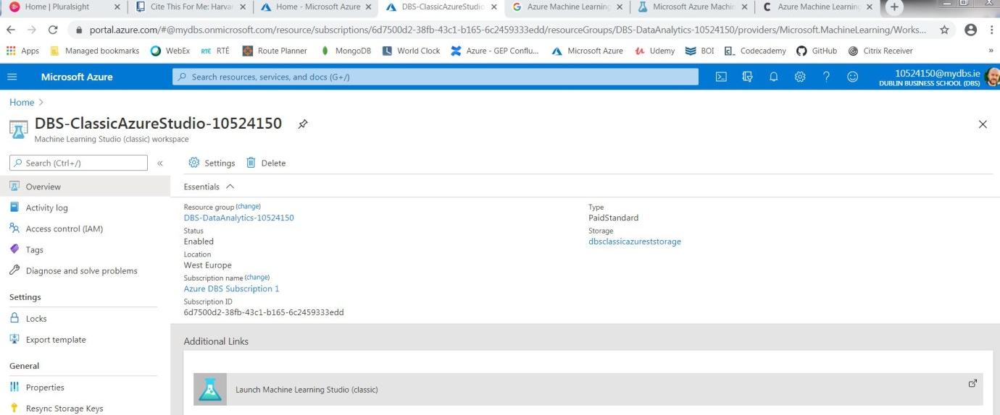 Home | Pluralsight
Cite This For Me: Harva
Home - Microsoft Azure
DBS-ClassicAzureStudio
Azure Machine Learning
Microsoft Azure Machin
Azure Machine Learning
portal.azure.com/#@mydbs.onmicrosoft.com/resource/subscriptions/6d7500d2-38fb-43c1-b165-6c2459333edd/resourceGroups/DBS-DataAnalytics-10524150/providers/Microsoft.MachineLearning/Works...
Apps Managed bookmarks WebEx RTÉ RTÉ Route Planner MongoDB World Clock Azure - GEP Conflu... Microsoft Azure Udemy BOI Codecademy GitHub Citrix Receiver »
Microsoft Azure
Search resources, services, and docs (G+/)
10524150@mydbs.ie
DUBLIN BUSINESS SCHOOL (DBS)
Home >
DBS-ClassicAzureStudio-10524150
Machine Learning Studio (classic) workspace
Search (Ctrl+/)
«
Settings
Delete
Overview
Activity log
Access control (IAM)
Tags
Diagnose and solve problems
Settings
Locks
Export template
General
Properties
Resync Storage Keys
Essentials
Resource group (change)
DBS-DataAnalytics-10524150
Status
Enabled
Location
West Europe
Subscription name (change)
Azure DBS Subscription 1
Subscription ID
6d7500d2-38fb-43c1-b165-6c2459333edd
Type
PaidStandard
Storage
dbsclassicazureststorage
Additional Links
Launch Machine Learning Studio (classic)